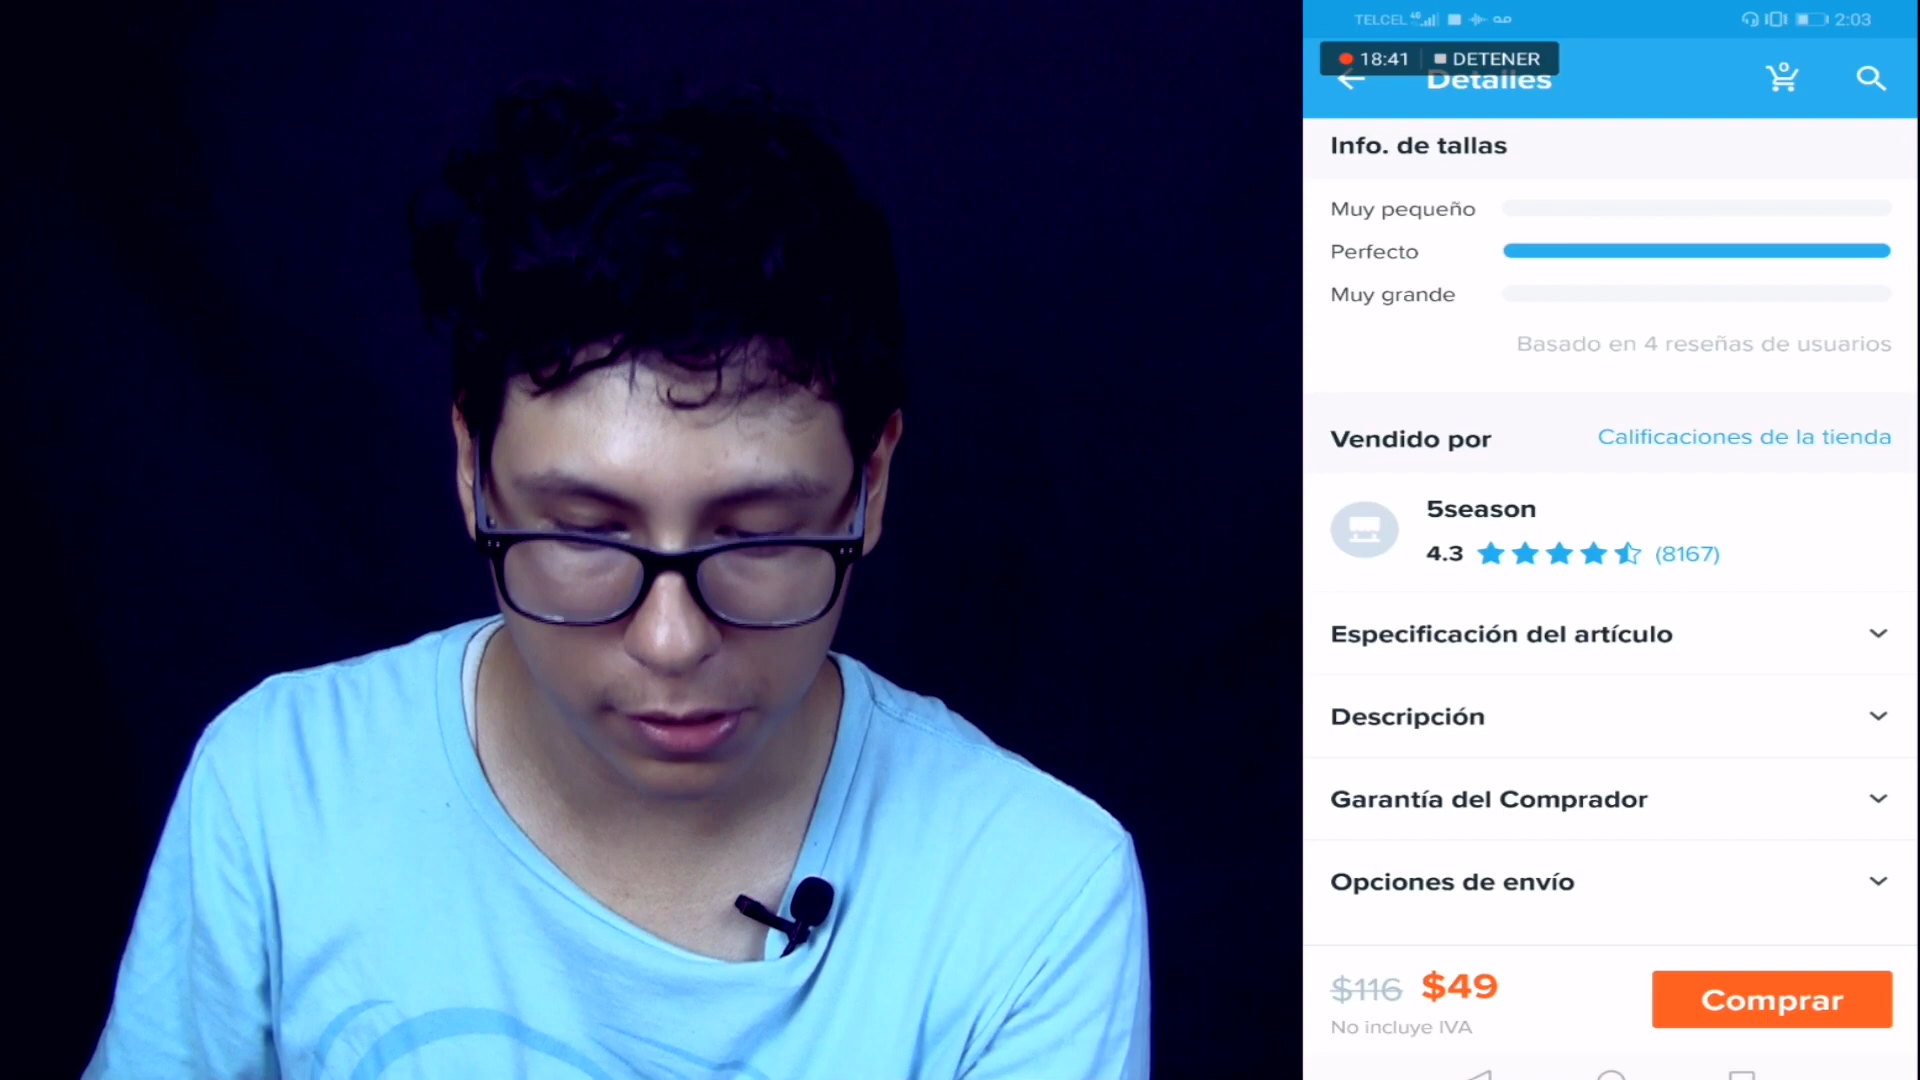 TELCEL 4G 2:03
18:41 DETENER
Detalles
0
Info. de tallas
Muy pequeño
Perfecto
Muy grande
Basado en 4 reseñas de usuarios
Vendido por Calificaciones de la tienda
5season
4.3 (8167)
Especificación del artículo
Descripción
Garantía del Comprador
Opciones de envío
$116 $49 Comprar
No incluye IVA